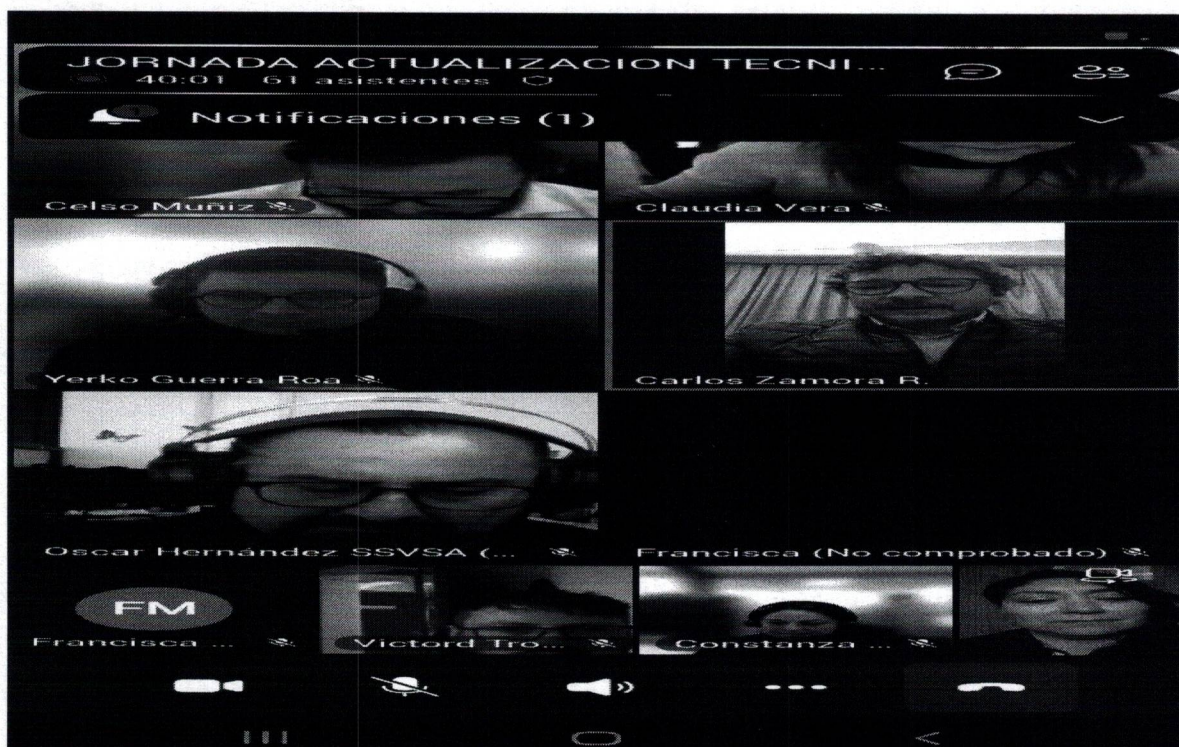 JORNADA ACTUALIZACION TECNI...
40:01 61 asistentes
Notificaciones (1)
Celso Muñiz
Claudia Vera
Yerko Guerra Roa
Carlos Zamora R.
Oscar Hernández SSVSA (...
Francisca (No comprobado)
FM
Francisca ...
Victord Tro...
Constanza ...